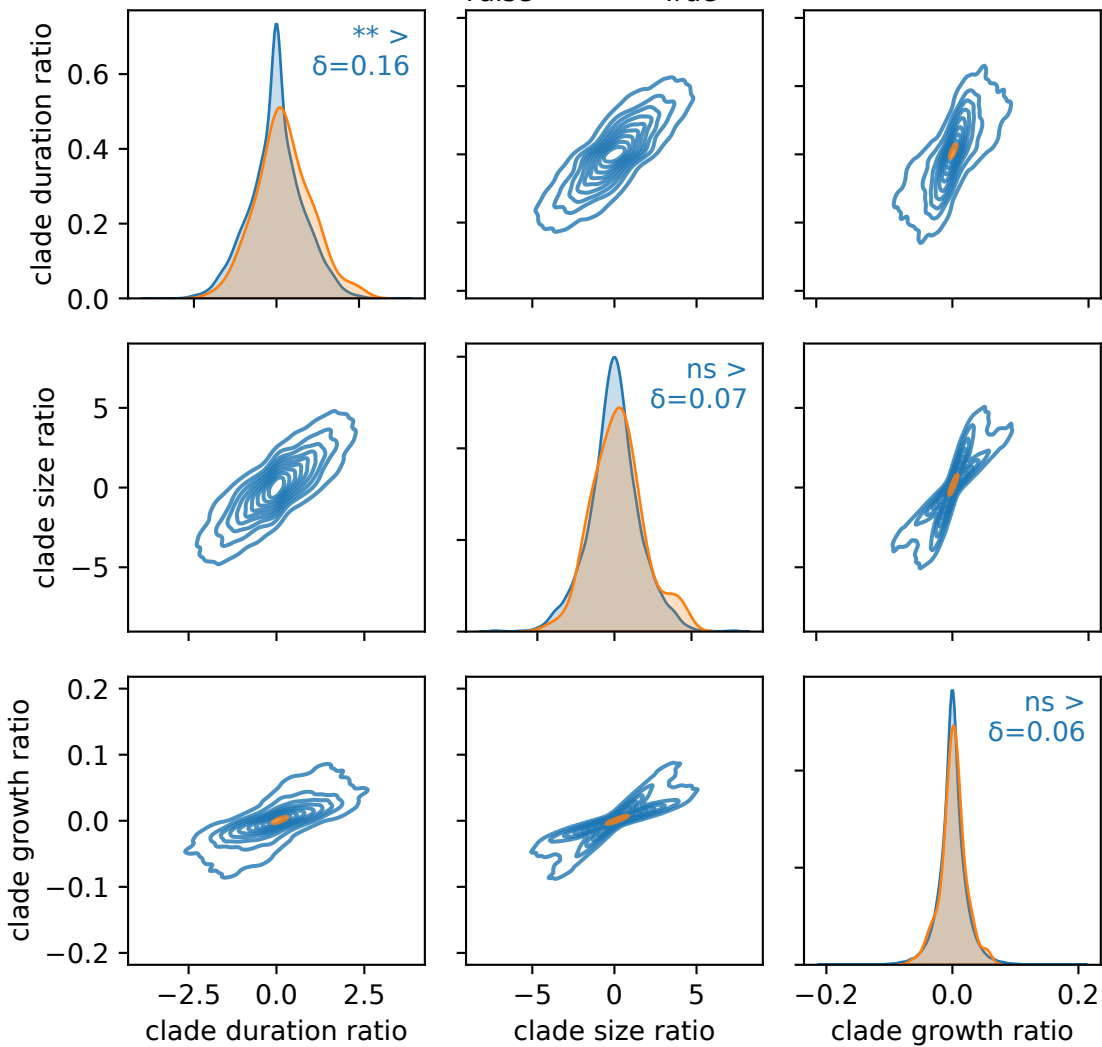 ** >
δ=0.16
clade duration ratio
0.6
0.4
0.2
0.0
ns >
δ=0.07
clade size ratio
5
0
−5
ns >
δ=0.06
clade growth ratio
0.2
0.1
0.0
−0.1
−0.2
−2.5 0.0 2.5
−5 0 5
−0.2 0.0 0.2
clade duration ratio
clade size ratio
clade growth ratio